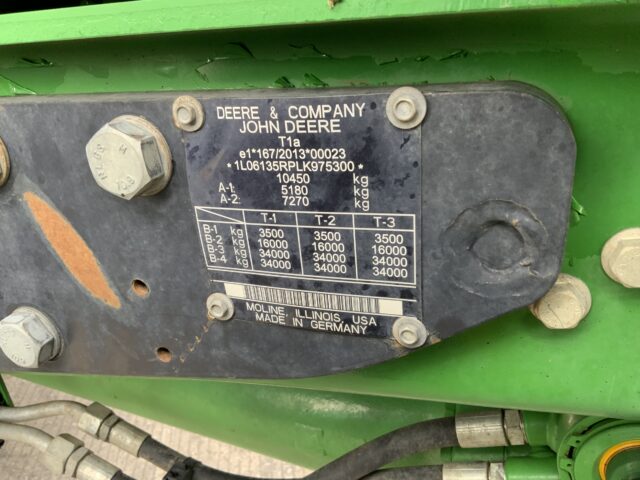 DEERE & COMPANY
JOHN DEERE
T1a
e1*167/2013*00023
*1L06135RPLK975300*
10450 kg
A-1: 5180 kg
A-2: 7270 kg
T-1 T-2 T-3
B-1 kg 3500 3500 3500
B-2 kg 16000 16000 16000
B-3 kg 34000 34000 34000
B-4 kg 34000 34000 34000
MOLINE, ILLINOIS, USA
MADE IN GERMANY